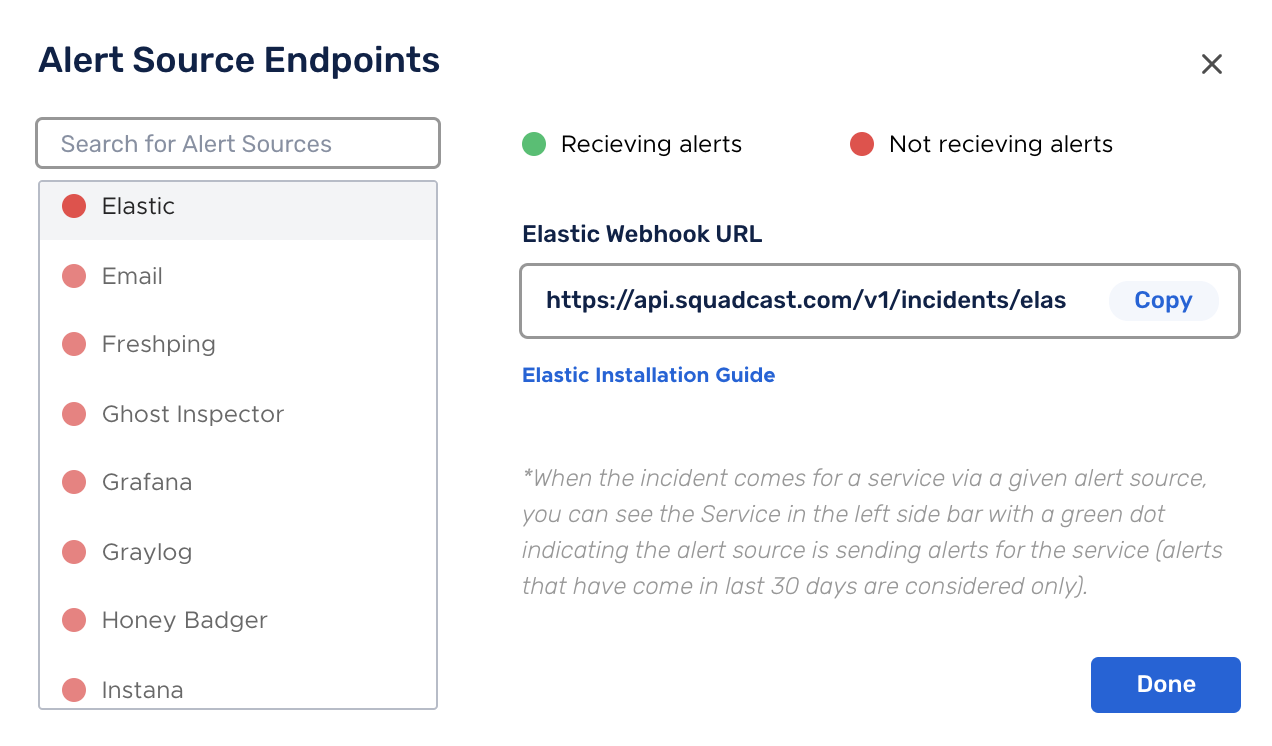 Alert Source Endpoints
Search for Alert Sources
Elastic
Email
Freshping
Ghost Inspector
Grafana
Graylog
Honey Badger
Instana
Recieving alerts
Not recieving alerts
Elastic Webhook URL
https://api.squadcast.com/v1/incidents/elas
Copy
Elastic Installation Guide
*When the incident comes for a service via a given alert source,
you can see the Service in the left side bar with a green dot
indicating the alert source is sending alerts for the service (alerts
that have come in last 30 days are considered only).
Done